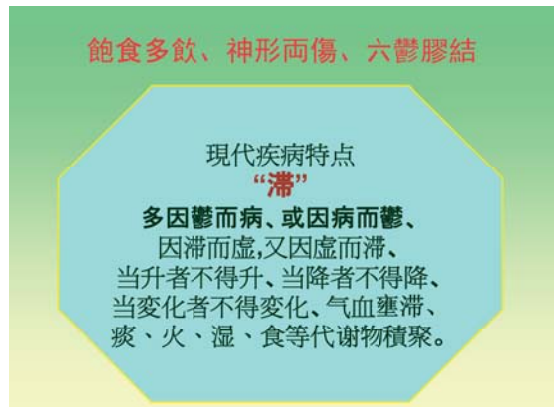 飽食多飲、神形両傷、六鬱膠結
現代疾病特点
“滞”
多因鬱而病、或因病而鬱、
因滞而虚,又因虚而滞、
当升者不得升、当降者不得降、
当変化者不得変化、气血壅滞、
痰、火、湿、食等代谢物積聚。